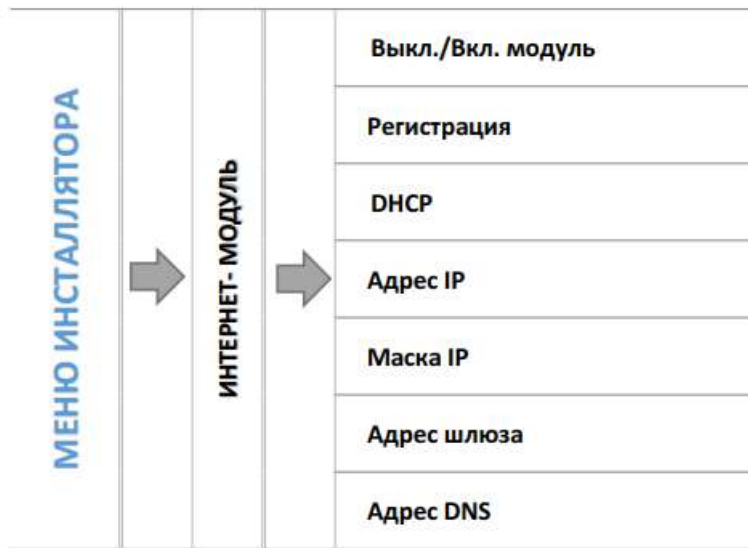 МЕНЮ ИНСТАЛЛЯТОРА
ИНТЕРНЕТ- МОДУЛЬ
Выкл./Вкл. модуль
Регистрация
DHCP
Адрес IP
Маска IP
Адрес шлюза
Адрес DNS